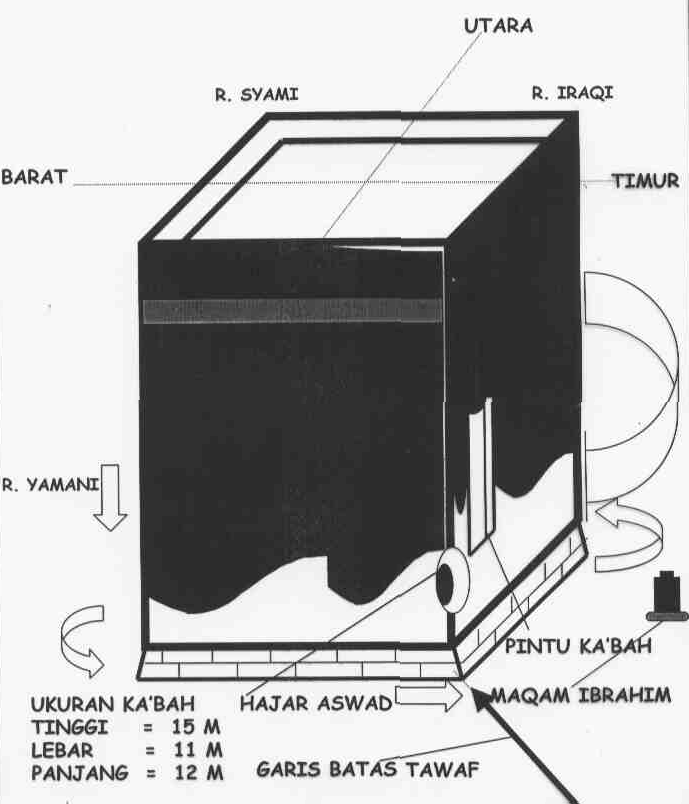 UTARA
R. SYAMI
R. IRAQI
BARAT
TIMUR
R. YAMANI
PINTU KA'BAH
UKURAN KA'BAH
HAJAR ASWAD
MAQAM IBRAHIM
TINGGI = 15 M
LEBAR = 11 M
PANJANG = 12 M
GARIS BATAS TAWAF